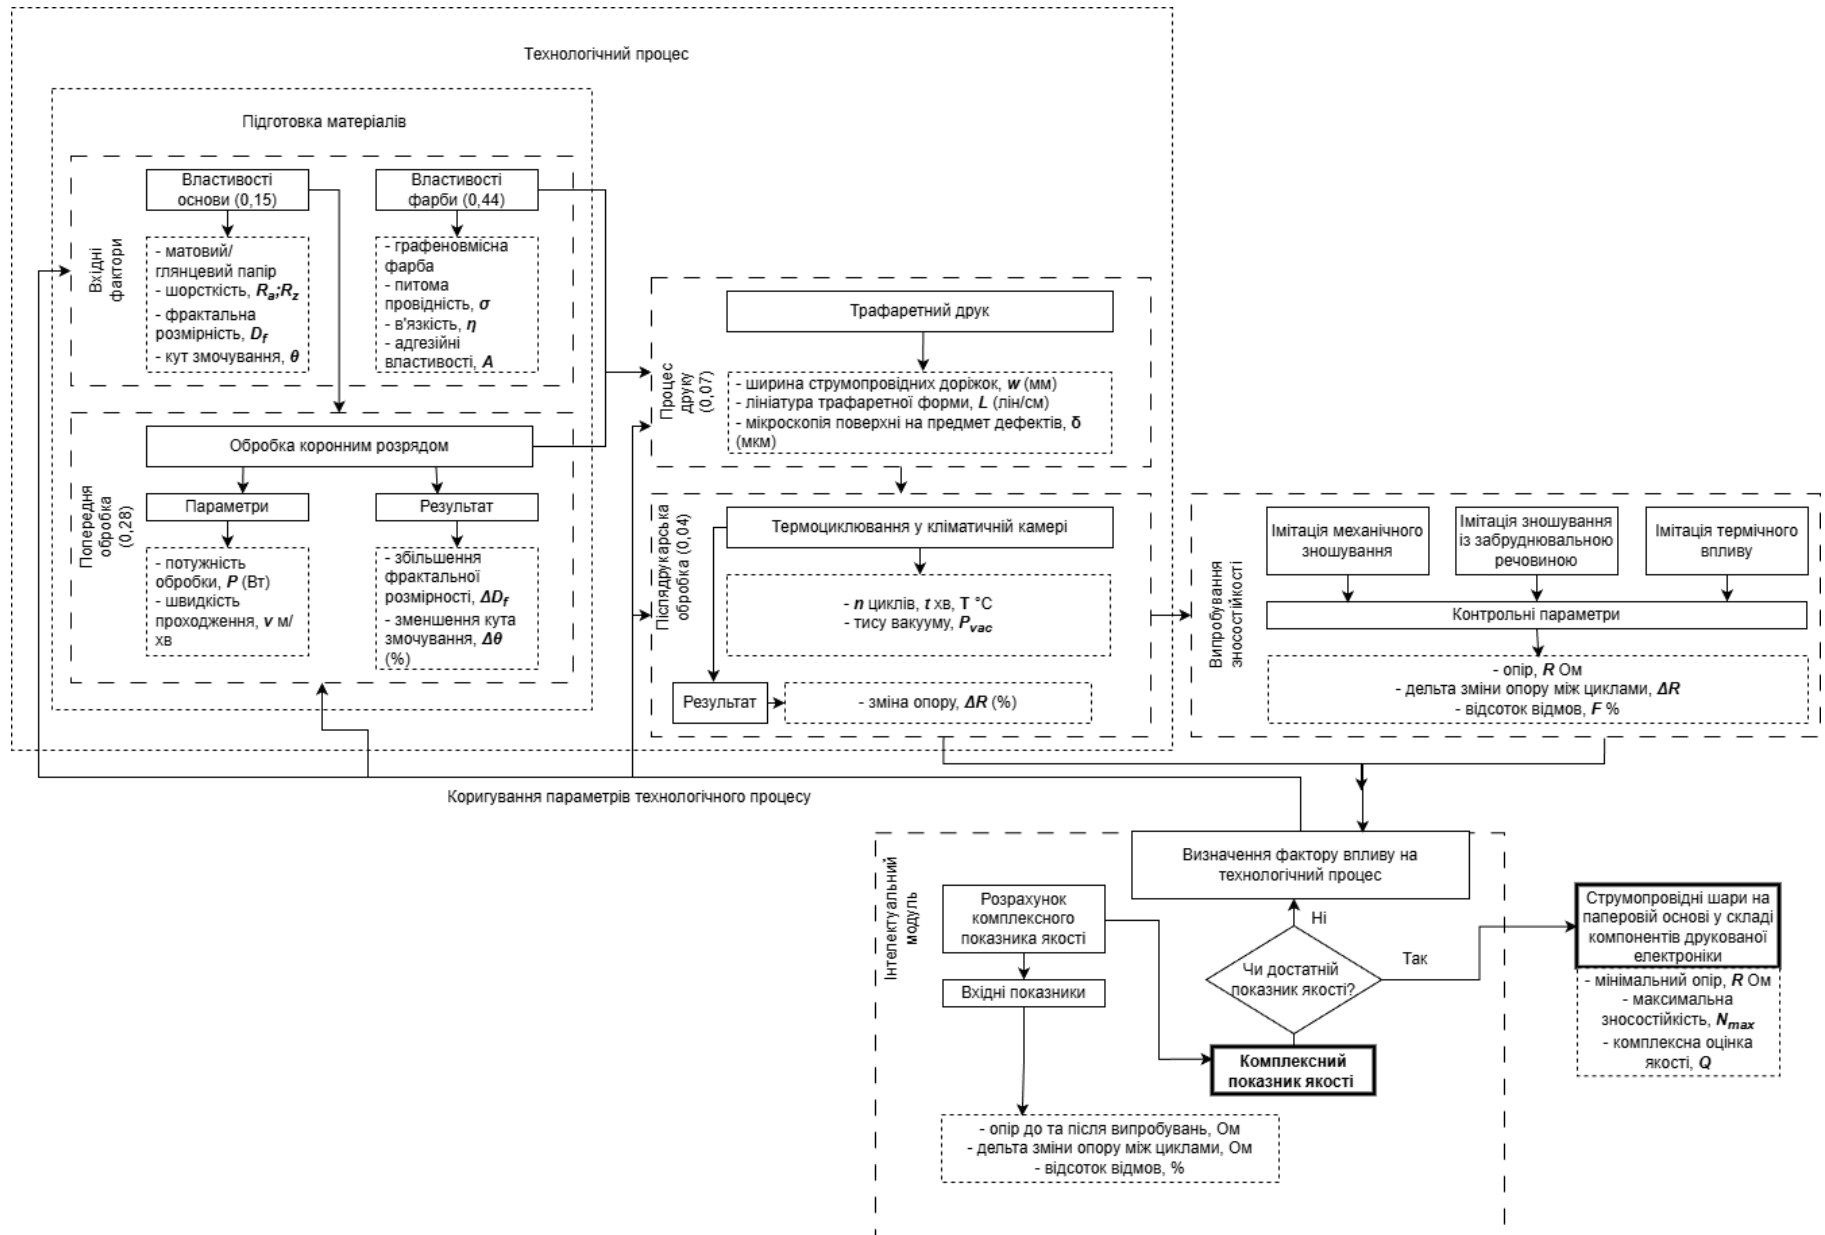 Технологічний процес
Підготовка матеріалів
Вхідні
фактори
Властивості
основи (0,15)
Властивості
фарби (0,44)
- матовий/
глянцевий папір
- шорсткість, Rₐ;R_z
- фрактальна
розмірність, D_f
- кут змочування, θ
- графеновмісна
фарба
- питома
провідність, σ
- в'язкість, η
- адгезійні
властивості, A
Попередня
обробка
(0,28)
Обробка коронним розрядом
Параметри
Результат
- потужність
обробки, P (Вт)
- швидкість
проходження, v м/
хв
- збільшення
фрактальної
розмірності, ΔD_f
- зменшення кута
змочування, Δθ
(%)
Процес
друку
(0,07)
Трафаретний друк
- ширина струмопровідних доріжок, w (мм)
- лініатура трафаретної форми, L (лін/см)
- мікроскопія поверхні на предмет дефектів, δ
(мкм)
Післядрукарська
обробка (0,04)
Термоциклювання у кліматичній камері
- n циклів, t хв, T °C
- тису вакууму, P_vac
Результат
- зміна опору, ΔR (%)
Випробування
зносостійкості
Імітація механічного
зношування
Імітація зношування
із забруднювальною
речовиною
Імітація термічного
впливу
Контрольні параметри
- опір, R Ом
- дельта зміни опору між циклами, ΔR
- відсоток відмов, F %
Коригування параметрів технологічного процесу
Інтелектуальний
модуль
Визначення фактору впливу на
технологічний процес
Розрахунок
комплексного
показника якості
Вхідні показники
Ні
Чи достатній
показник якості?
Так
Комплексний
показник якості
- опір до та після випробувань, Ом
- дельта зміни опору між циклами, Ом
- відсоток відмов, %
Струмопровідні шари на
паперовій основі у складі
компонентів друкованої
електроніки
- мінімальний опір, R Ом
- максимальна
зносостійкість, N_max
- комплексна оцінка
якості, Q